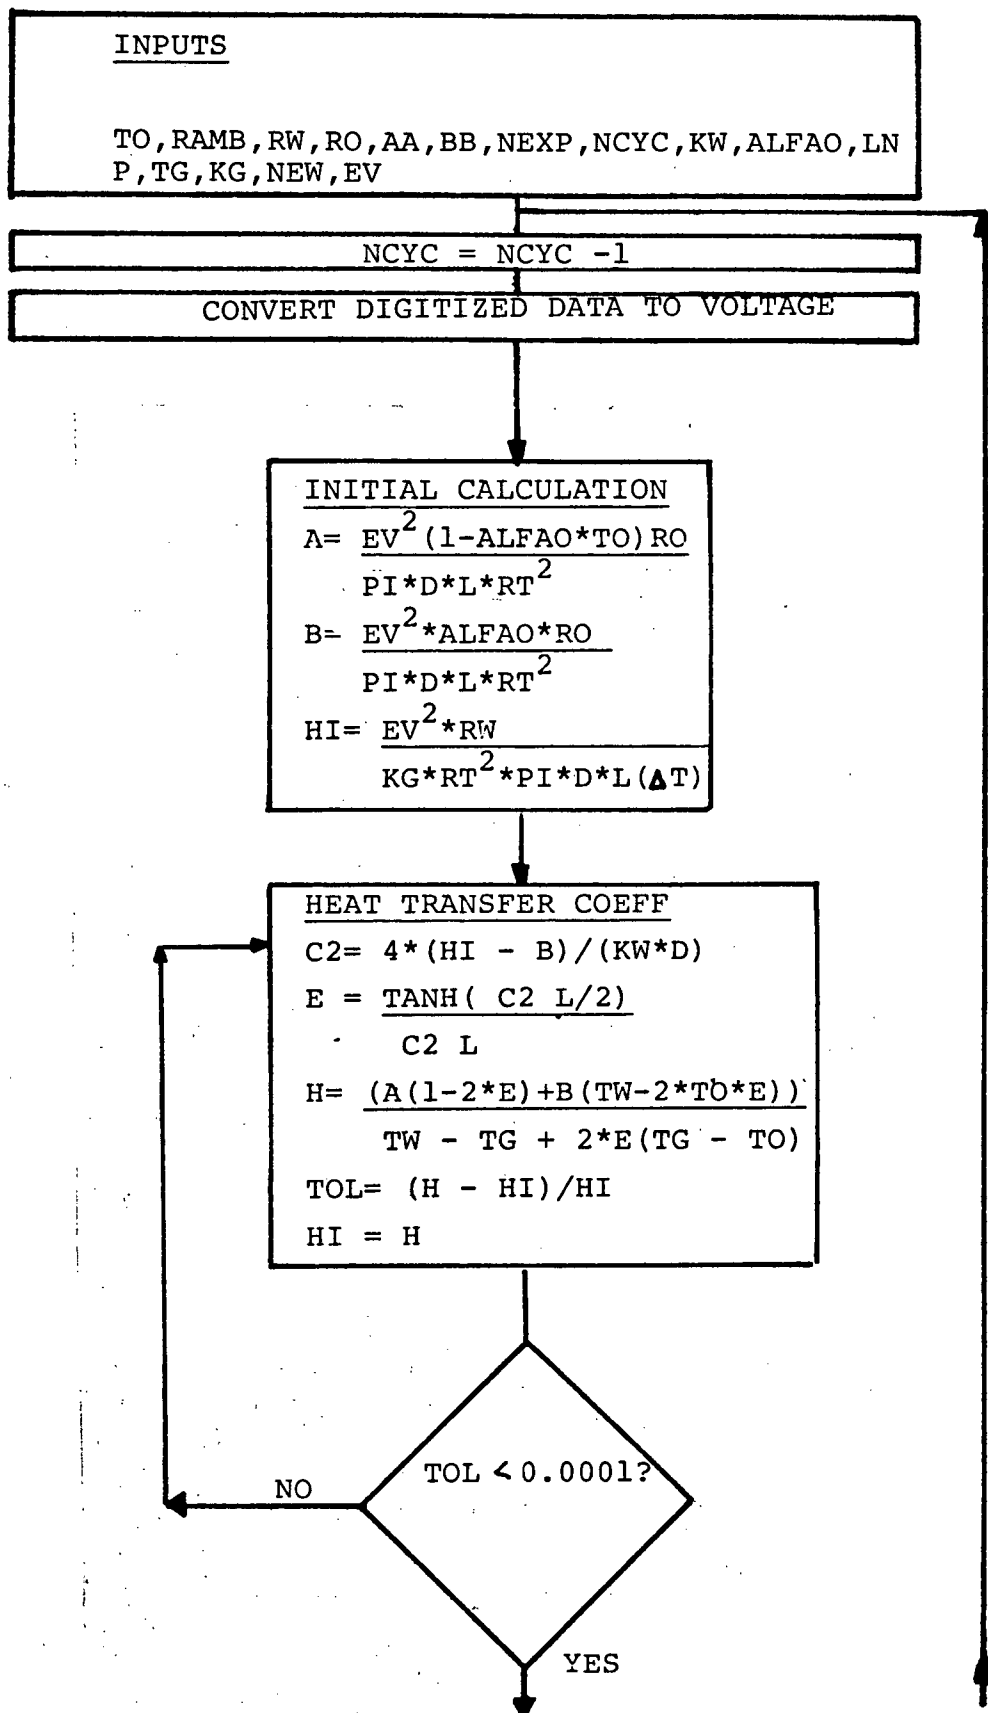 INPUTS
TO,RAMB,RW,RO,AA,BB,NEXP,NCYC,KW,ALFAO,LN
P,TG,KG,NEW,EV
NCYC = NCYC -1
CONVERT DIGITIZED DATA TO VOLTAGE
INITIAL CALCULATION
A= EV²(1-ALFAO*TO)RO
PI*D*L*RT²
B= EV²*ALFAO*RO
PI*D*L*RT²
HI= EV²*RW
KG*RT²*PI*D*L(ΔT)
HEAT TRANSFER COEFF
C2= 4*(HI - B)/(KW*D)
E = TANH( C2 L/2)
C2 L
H= (A(1-2*E)+B(TW-2*TO*E))
TW - TG + 2*E(TG - TO)
TOL= (H - HI)/HI
HI = H
TOL <0.0001?
NO
YES